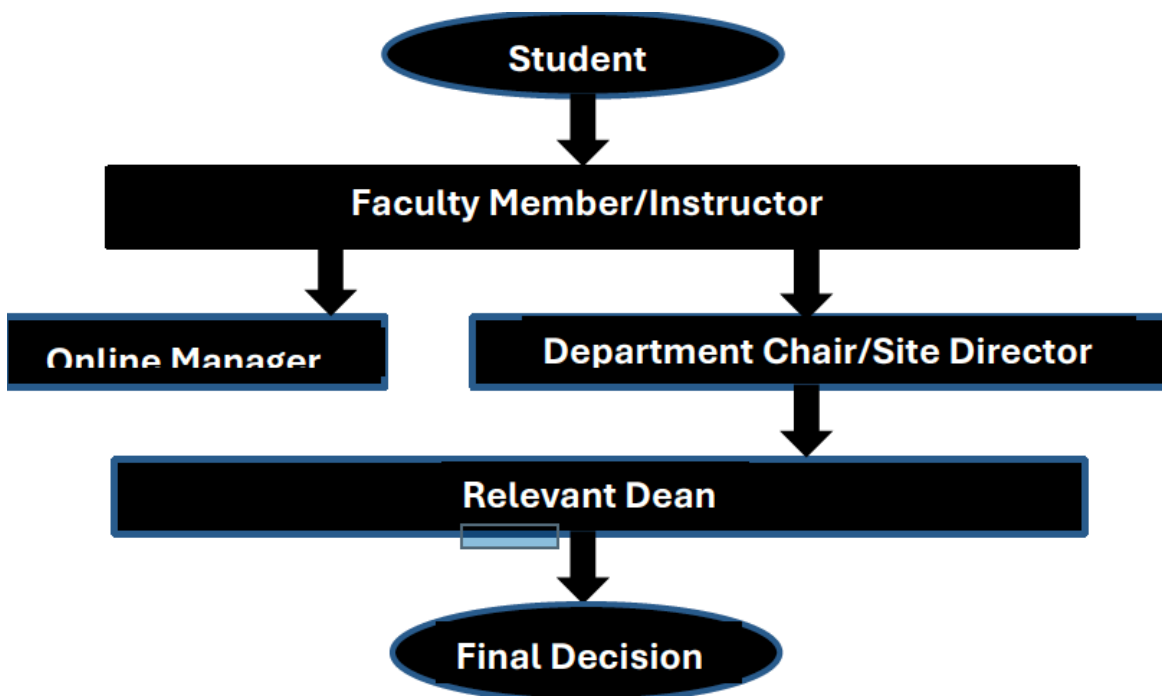 Student
Faculty Member/Instructor
Online Manager
Department Chair/Site Director
Relevant Dean
Final Decision